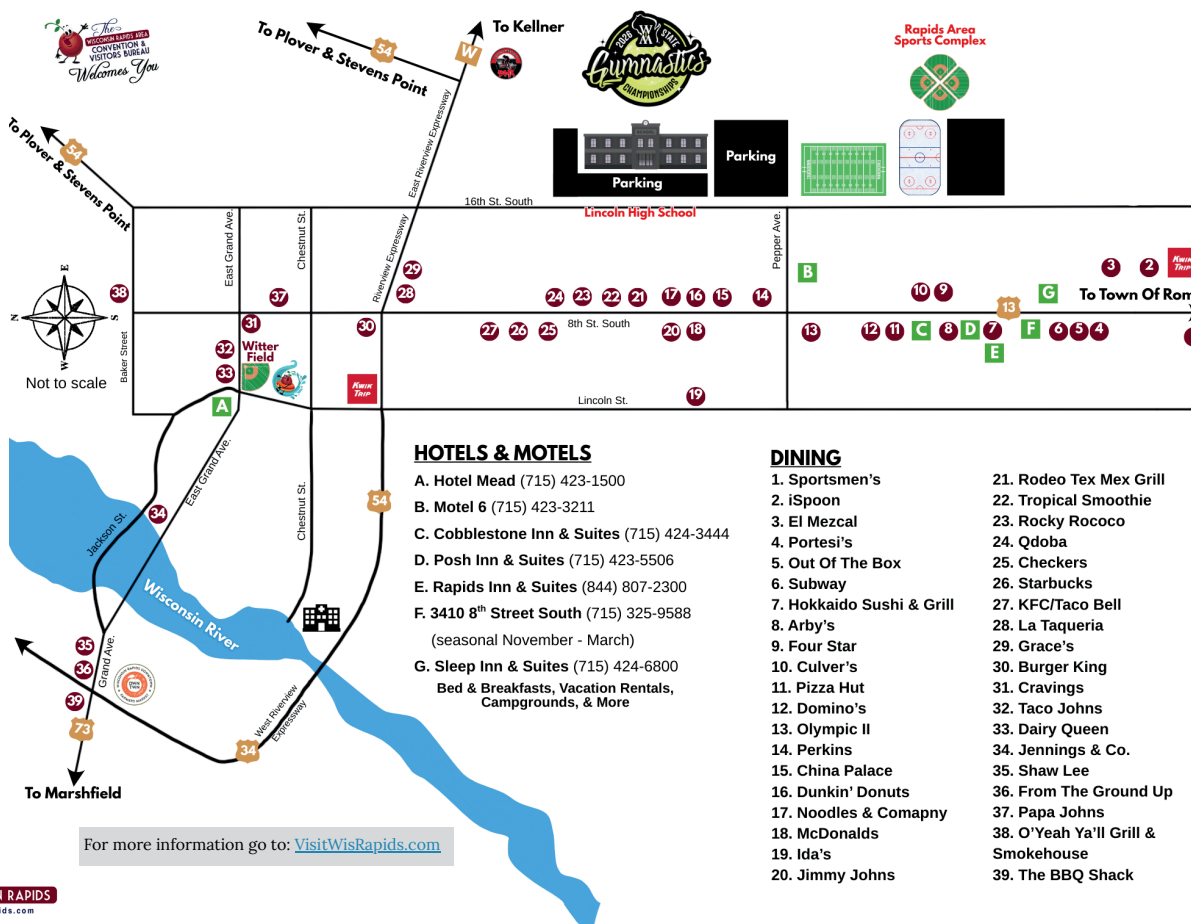 The
WISCONSIN RAPIDS AREA
CONVENTION &
VISITORS BUREAU
Welcomes You
To Plover & Stevens Point
54
To Kellner
W
2026 STATE
Gymnastics
CHAMPIONSHIPS
Rapids Area
Sports Complex
To Plover & Stevens Point
54
East Riverview Expressway
Parking
Parking
16th St. South
Lincoln High School
East Grand Ave.
Chestnut St.
Riverview Expressway
Pepper Ave.
E
N
S
W
Not to scale
38
37
29
28
24
23
22
21
17
16
15
14
B
10
9
G
3
2
KWIK
TRIP
To Town Of Rom
13
Baker Street
31
30
27
26
25
8th St. South
20
18
13
12
11
C
8
D
7
F
6
5
4
E
32
33
Witter
Field
KWIK
TRIP
A
Lincoln St.
19
East Grand Ave.
Jackson St.
34
Chestnut St.
54
Wisconsin River
35
36
39
Grand Ave.
73
34
West Riverview
Expressway
To Marshfield
HOTELS & MOTELS
A. Hotel Mead (715) 423-1500
B. Motel 6 (715) 423-3211
C. Cobblestone Inn & Suites (715) 424-3444
D. Posh Inn & Suites (715) 423-5506
E. Rapids Inn & Suites (844) 807-2300
F. 3410 8th Street South (715) 325-9588
(seasonal November - March)
G. Sleep Inn & Suites (715) 424-6800
Bed & Breakfasts, Vacation Rentals,
Campgrounds, & More
DINING
1. Sportsmen's
2. iSpoon
3. El Mezcal
4. Portesi's
5. Out Of The Box
6. Subway
7. Hokkaido Sushi & Grill
8. Arby's
9. Four Star
10. Culver's
11. Pizza Hut
12. Domino's
13. Olympic II
14. Perkins
15. China Palace
16. Dunkin' Donuts
17. Noodles & Comapny
18. McDonalds
19. Ida's
20. Jimmy Johns
21. Rodeo Tex Mex Grill
22. Tropical Smoothie
23. Rocky Rococo
24. Qdoba
25. Checkers
26. Starbucks
27. KFC/Taco Bell
28. La Taqueria
29. Grace's
30. Burger King
31. Cravings
32. Taco Johns
33. Dairy Queen
34. Jennings & Co.
35. Shaw Lee
36. From The Ground Up
37. Papa Johns
38. O'Yeah Ya'll Grill &
Smokehouse
39. The BBQ Shack
For more information go to: VisitWisRapids.com
N RAPIDS
ids.com